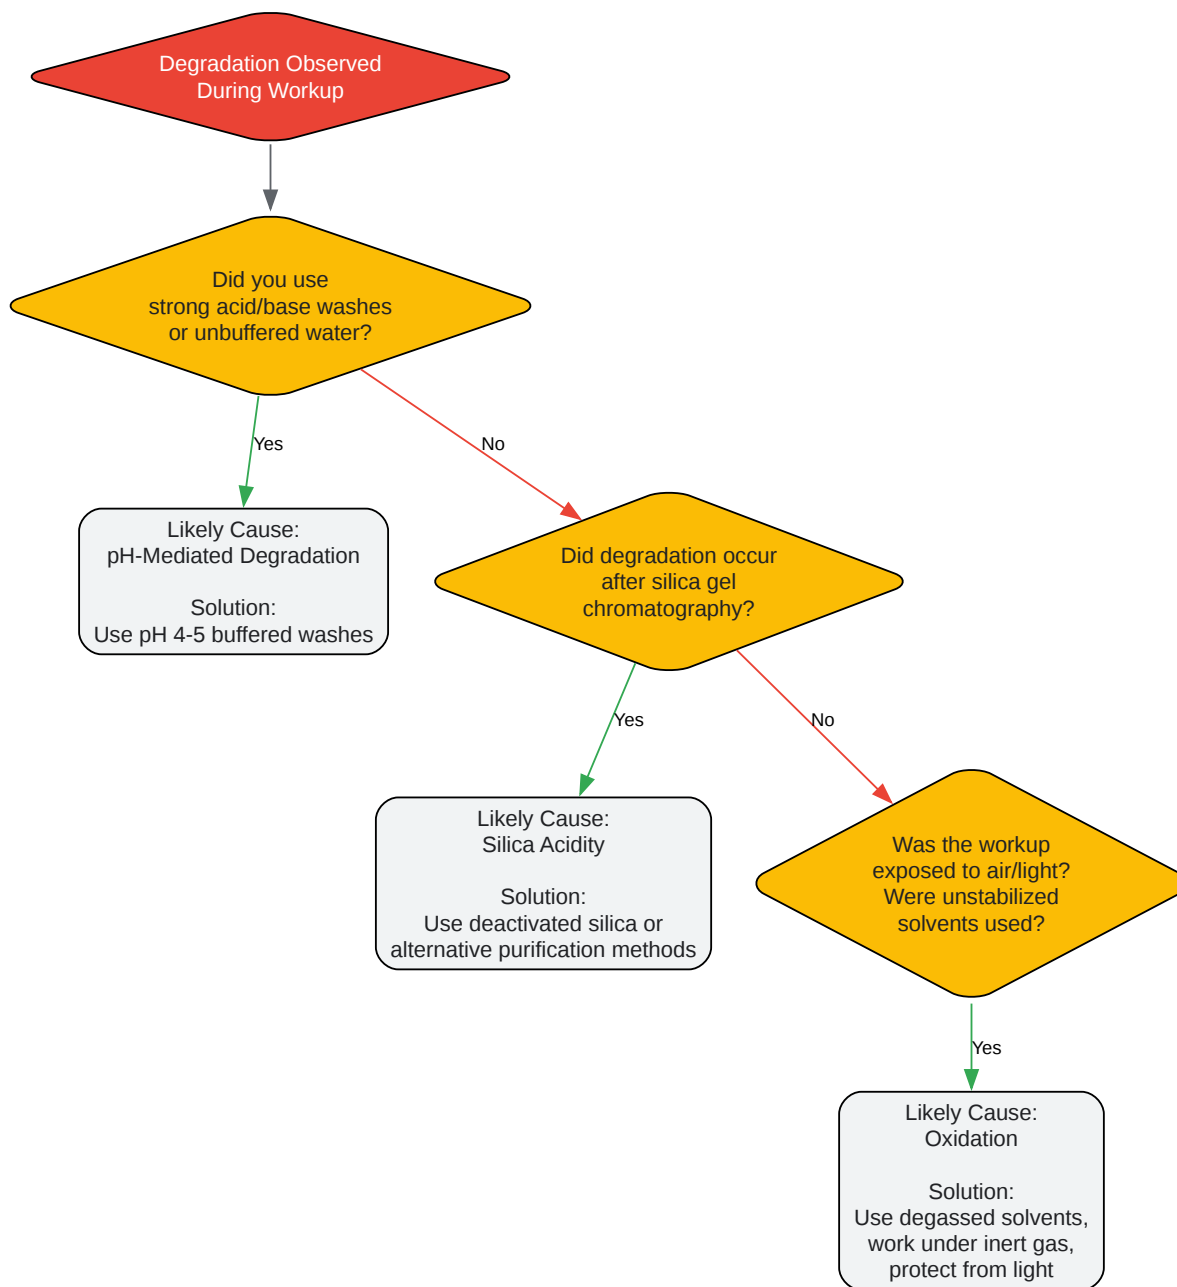 Degradation Observed
During Workup
Did you use
strong acid/base washes
or unbuffered water?
Yes
No
Likely Cause:
pH-Mediated Degradation
Solution:
Use pH 4-5 buffered washes
Did degradation occur
after silica gel
chromatography?
Yes
No
Likely Cause:
Silica Acidity
Solution:
Use deactivated silica or
alternative purification methods
Was the workup
exposed to air/light?
Were unstabilized
solvents used?
Yes
Likely Cause:
Oxidation
Solution:
Use degassed solvents,
work under inert gas,
protect from light